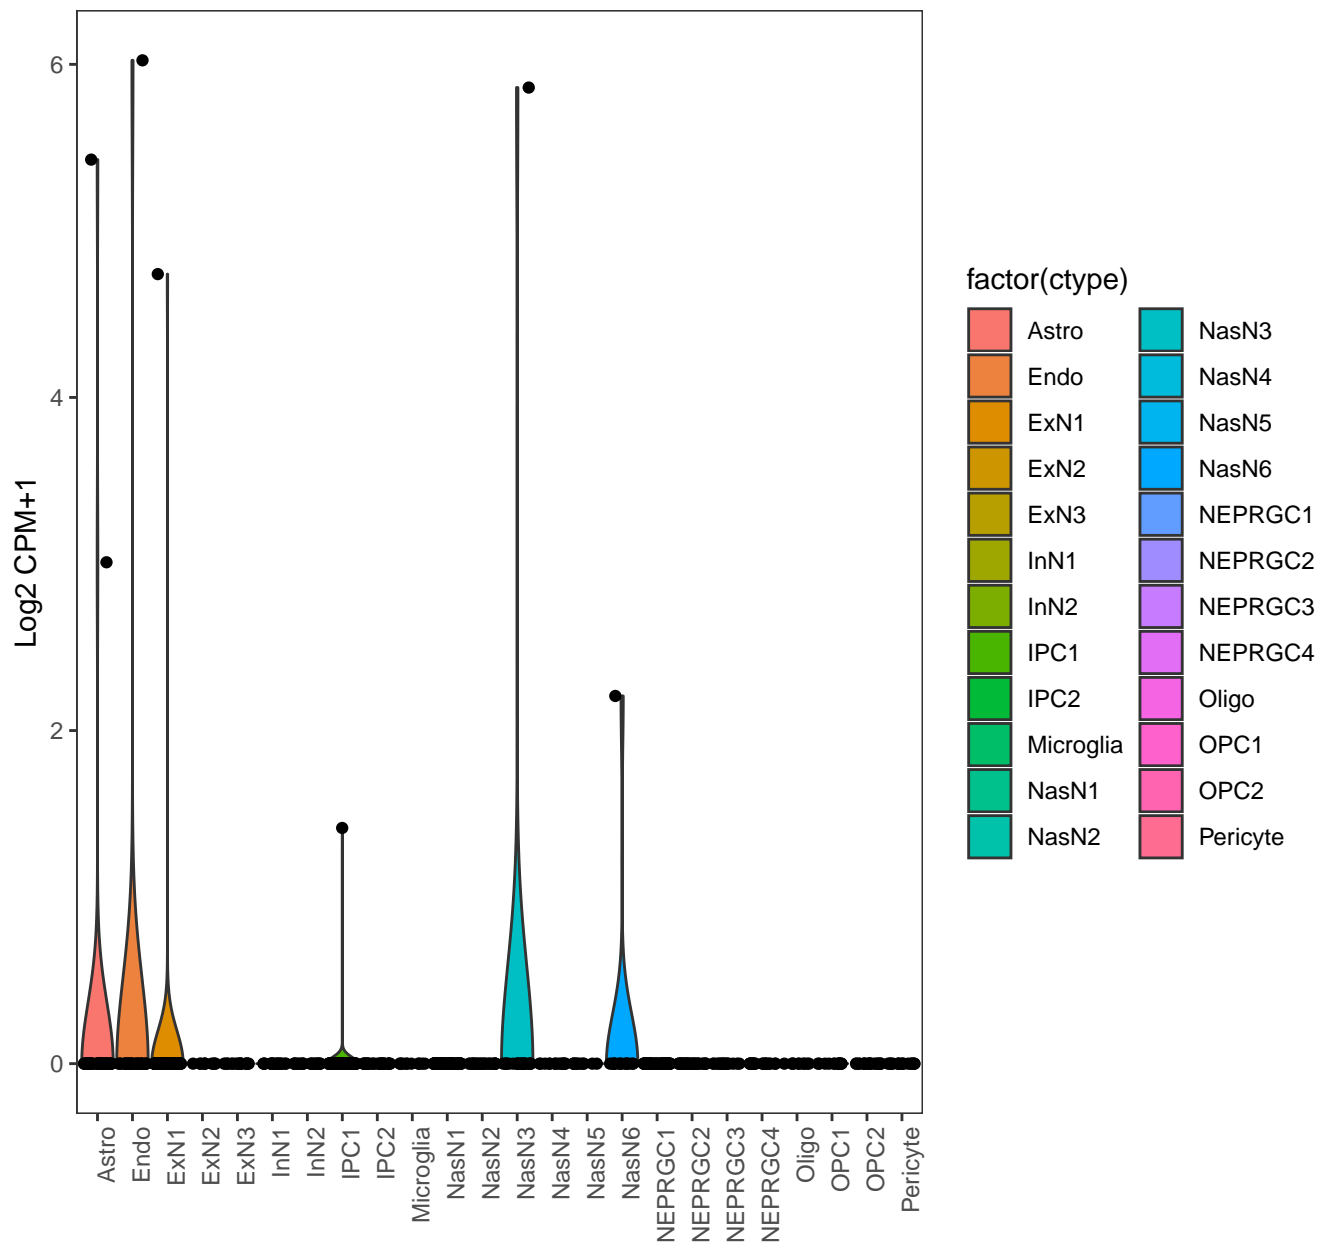 6
4
2
0
Log2 CPM+1
Astro
Endo
ExN1
ExN2
ExN3
InN1
InN2
IPC1
IPC2
Microglia
NasN1
NasN2
NasN3
NasN4
NasN5
NasN6
NEPRGC1
NEPRGC2
NEPRGC3
NEPRGC4
Oligo
OPC1
OPC2
Pericyte
factor(ctype)
Astro
Endo
ExN1
ExN2
ExN3
InN1
InN2
IPC1
IPC2
Microglia
NasN1
NasN2
NasN3
NasN4
NasN5
NasN6
NEPRGC1
NEPRGC2
NEPRGC3
NEPRGC4
Oligo
OPC1
OPC2
Pericyte